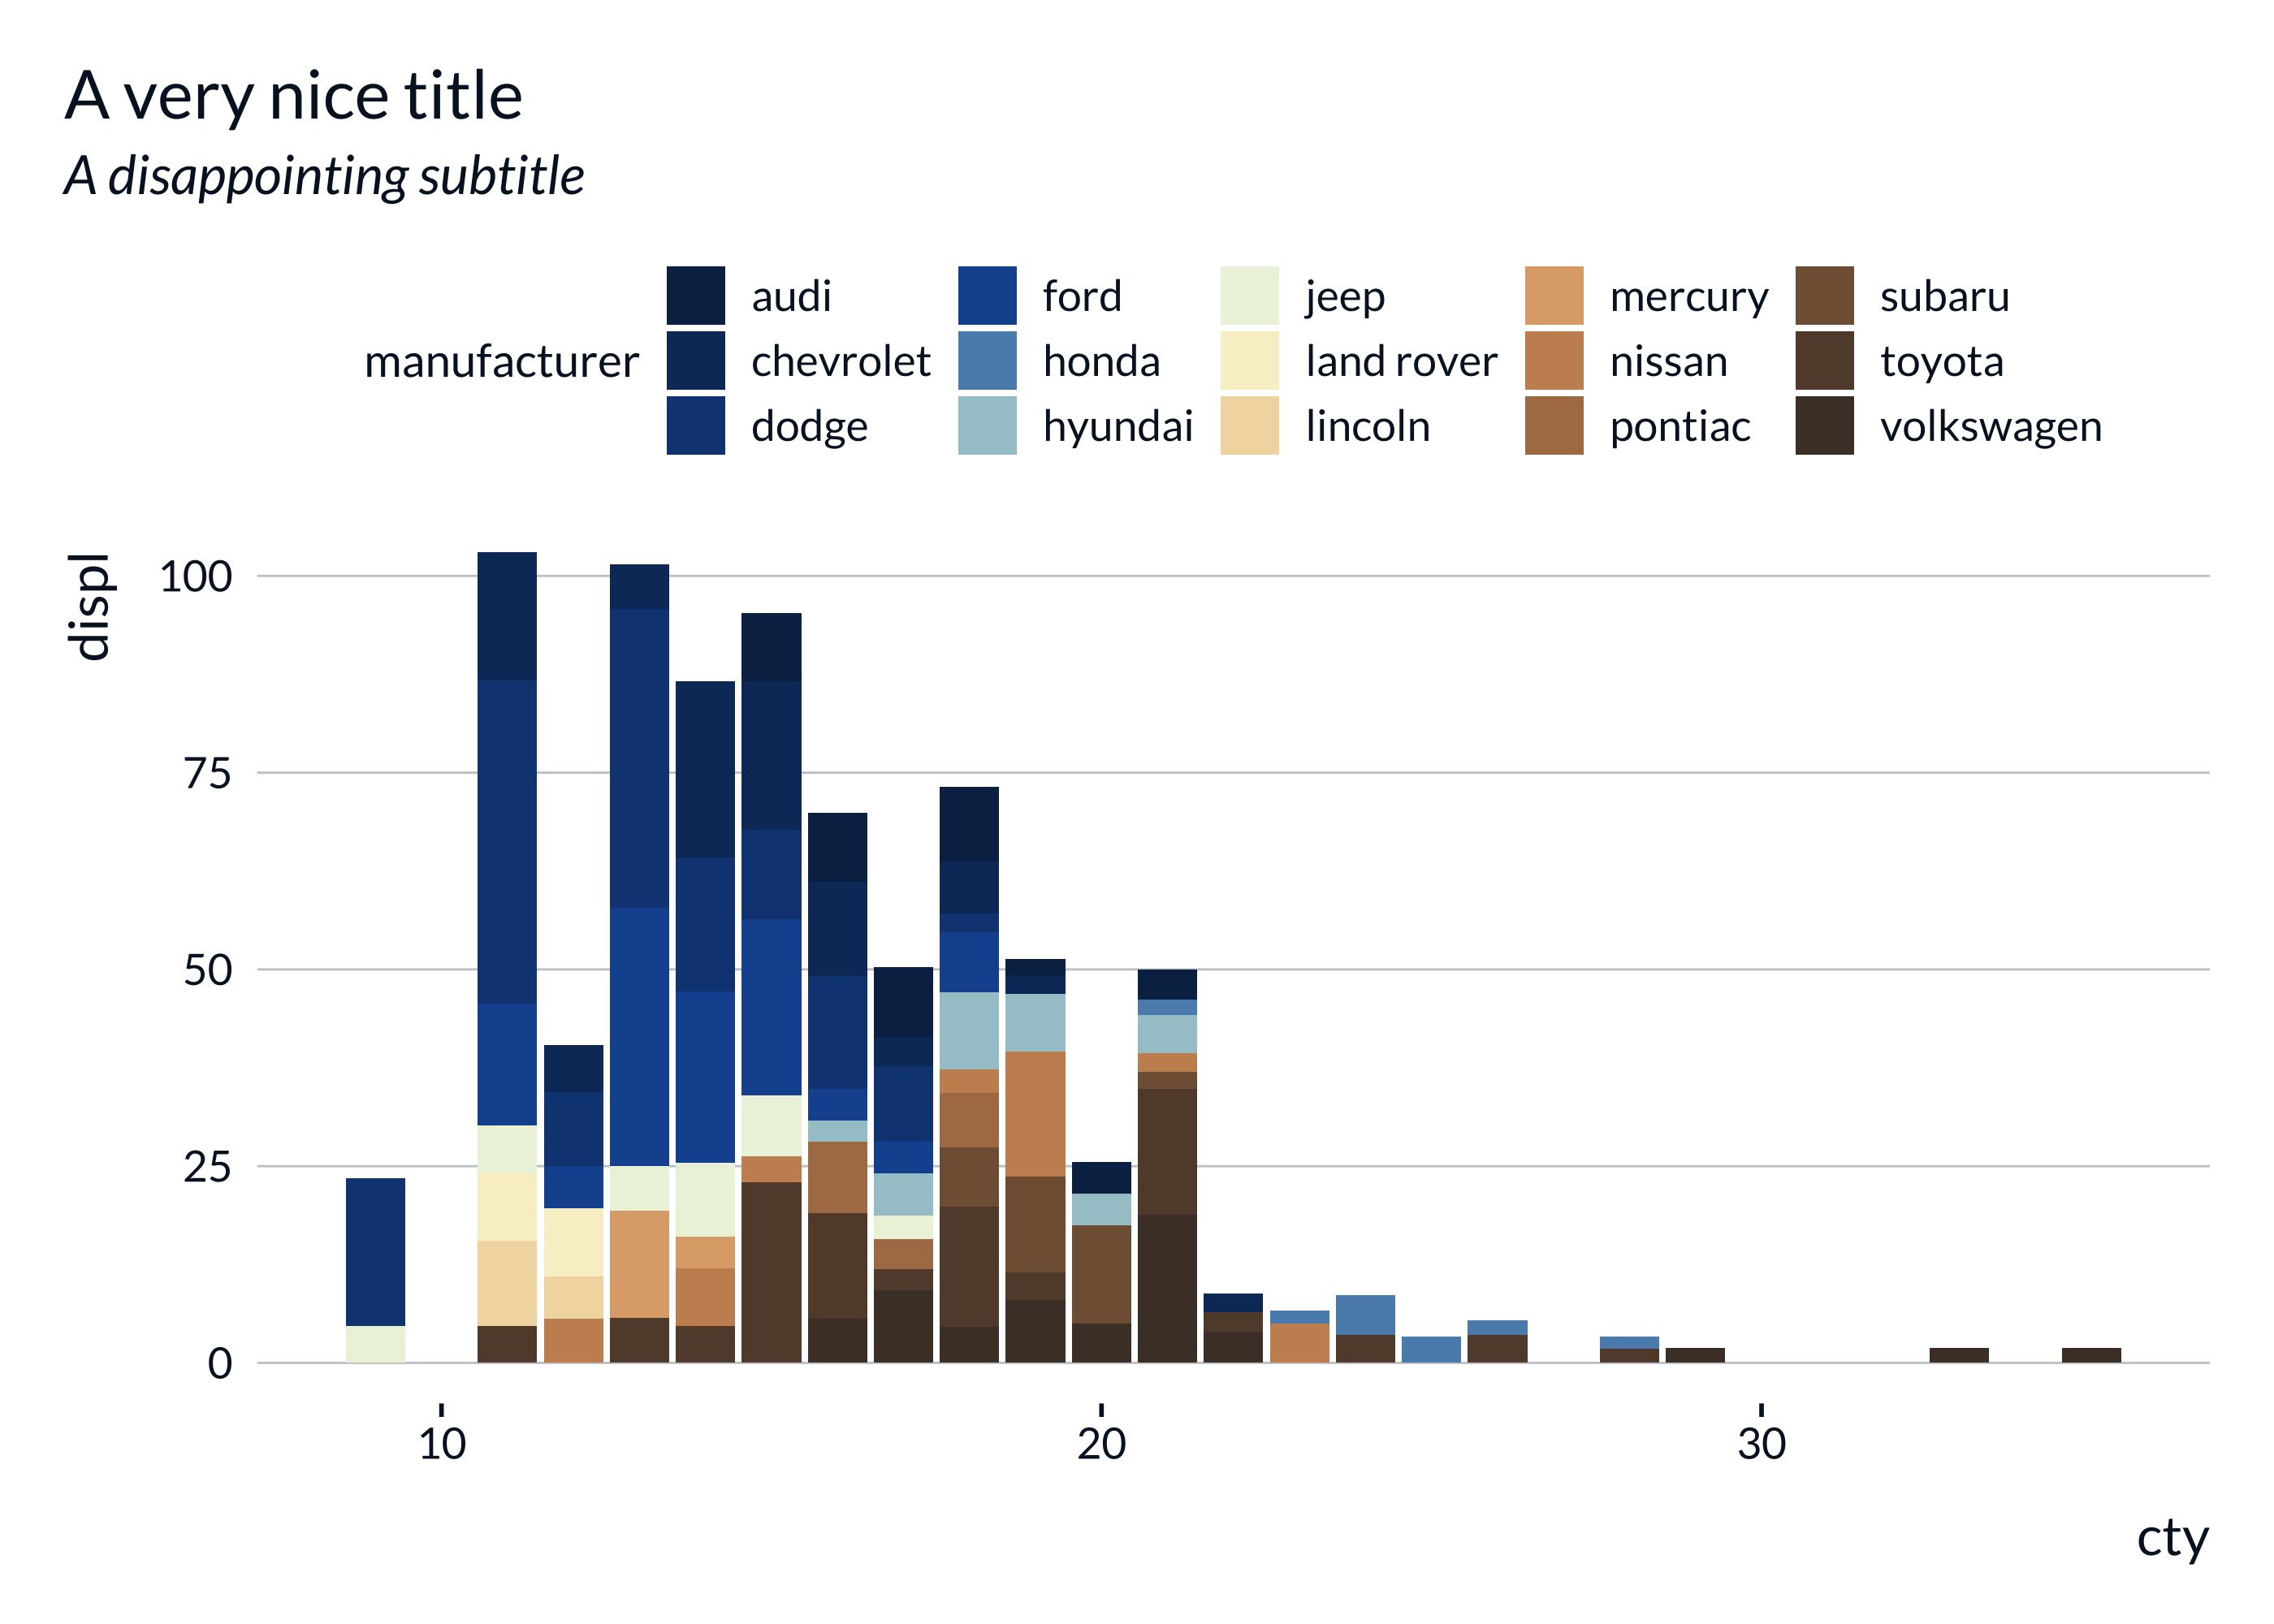 A very nice title
A disappointing subtitle
manufacturer
audi
chevrolet
dodge
ford
honda
hyundai
jeep
land rover
lincoln
mercury
nissan
pontiac
subaru
toyota
volkswagen
displ
100
75
50
25
0
10
20
30
cty